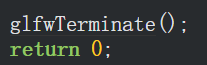 glfwTerminate();
return 0;